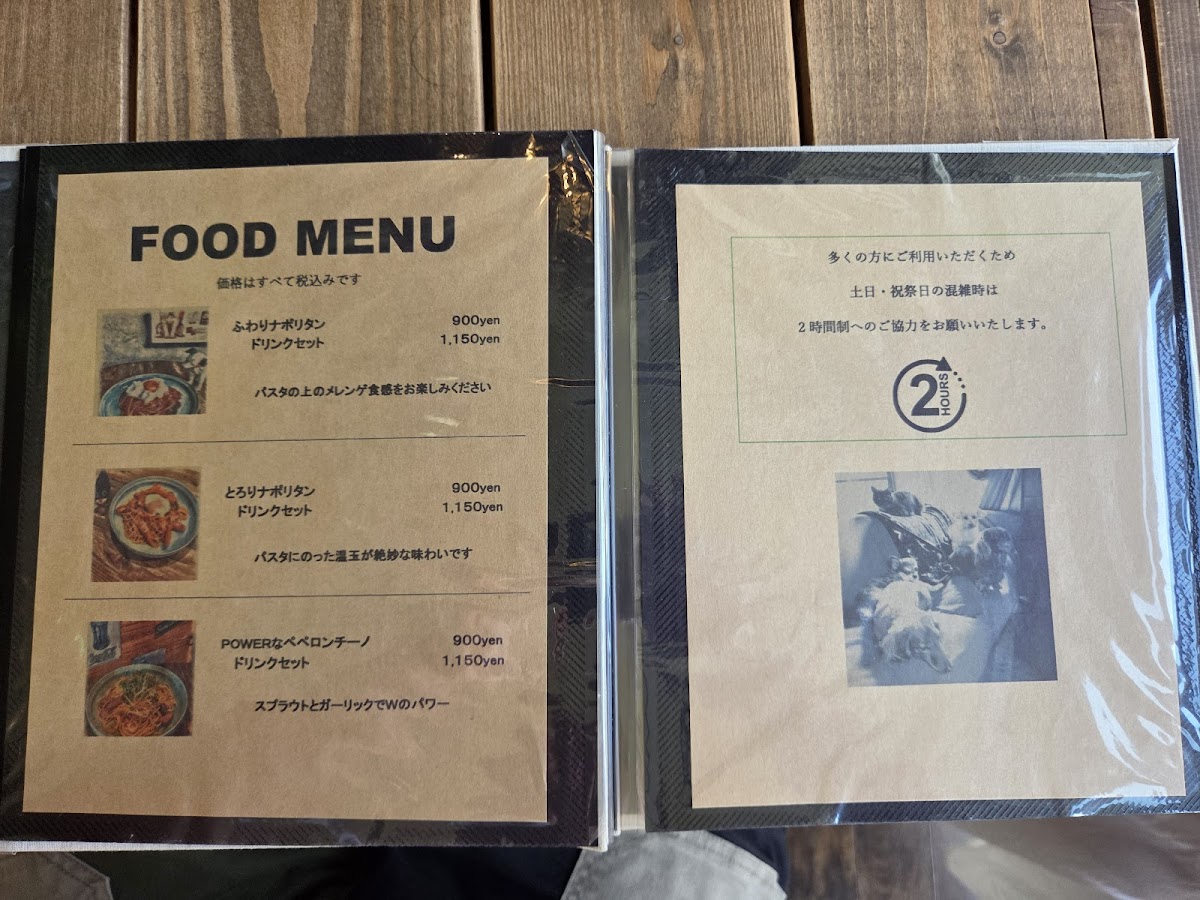 FOOD MENU
価格はすべて税込みです
ふわりナポリタン 900yen
ドリンクセット 1,150yen
パスタの上のメレンゲ食感をお楽しみください
とろりナポリタン 900yen
ドリンクセット 1,150yen
パスタにのった温玉が絶妙な味わいです
POWERなペペロンチーノ 900yen
ドリンクセット 1,150yen
スプラウトとガーリックでWのパワー
多くの方にご利用いただくため
土日・祝祭日の混雑時は
2時間制へのご協力をお願いいたします。
2 HOURS